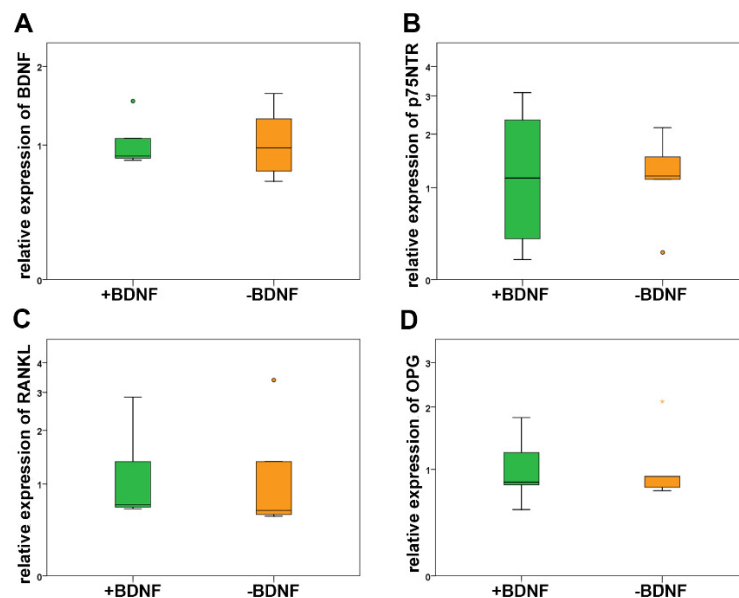 A
relative expression of BDNF
2
1
0
+BDNF -BDNF
B
relative expression of p75NTR
4
3
2
1
0
+BDNF -BDNF
C
relative expression of RANKL
4
3
2
1
0
+BDNF -BDNF
D
relative expression of OPG
3
2
1
0
+BDNF -BDNF